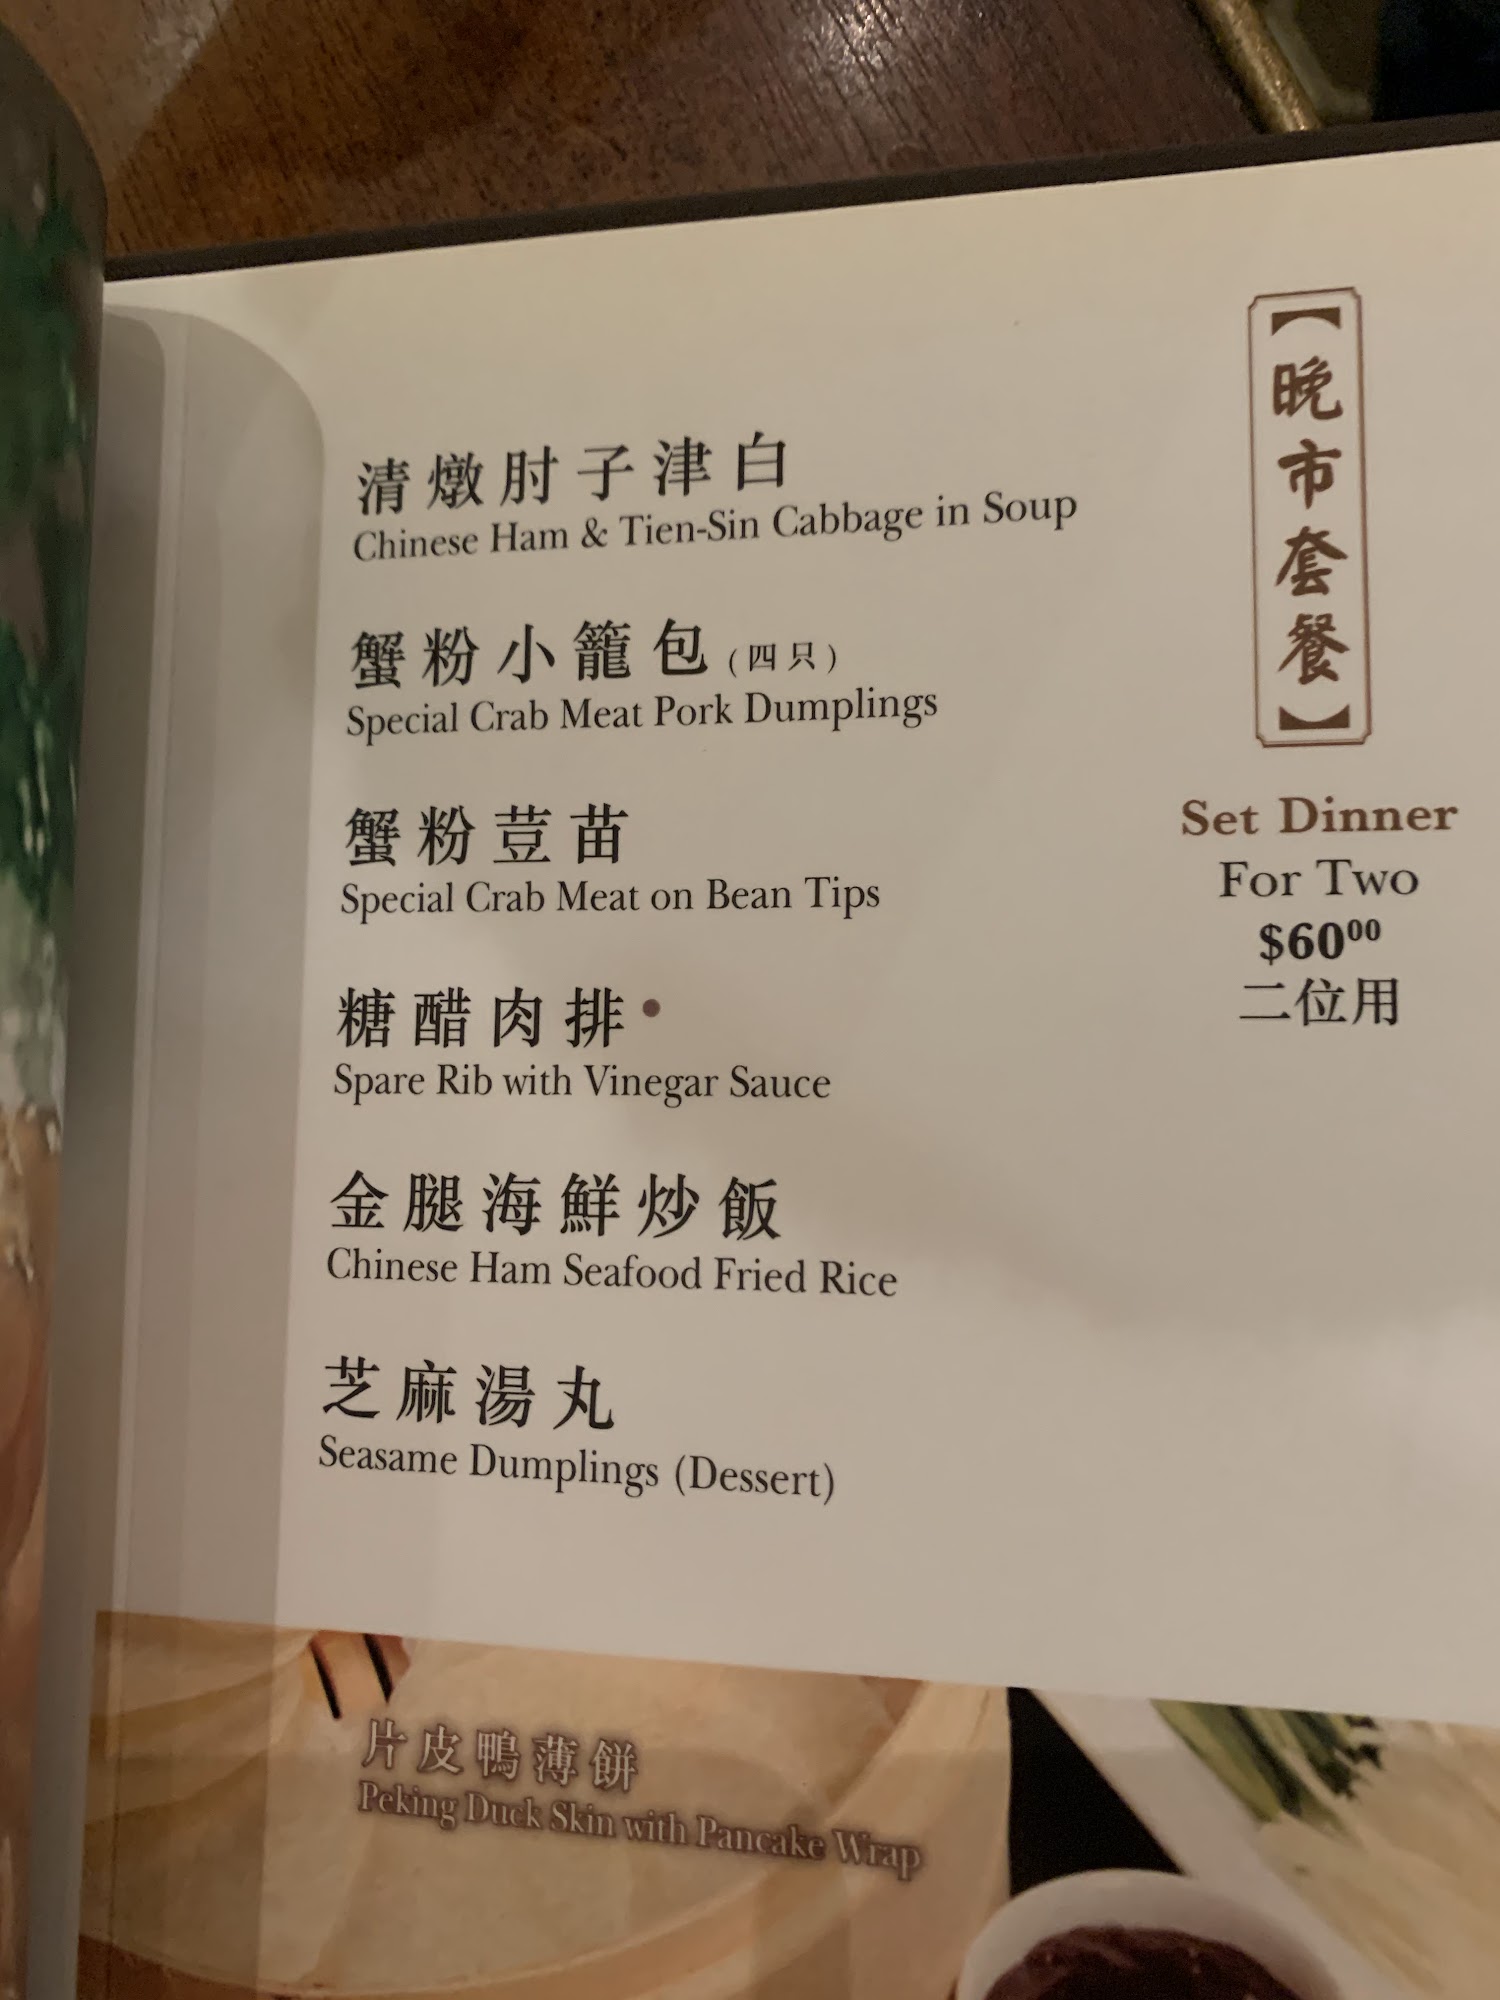 清燉肘子津白
Chinese Ham & Tien-Sin Cabbage in Soup
蟹粉小籠包(四只)
Special Crab Meat Pork Dumplings
蟹粉荳苗
Special Crab Meat on Bean Tips
糖醋肉排•
Spare Rib with Vinegar Sauce
金腿海鮮炒飯
Chinese Ham Seafood Fried Rice
芝麻湯丸
Seasame Dumplings (Dessert)
【晚市套餐】
Set Dinner
For Two
$60⁰⁰
二位用
片皮鴨薄餅
Peking Duck Skin with Pancake Wrap